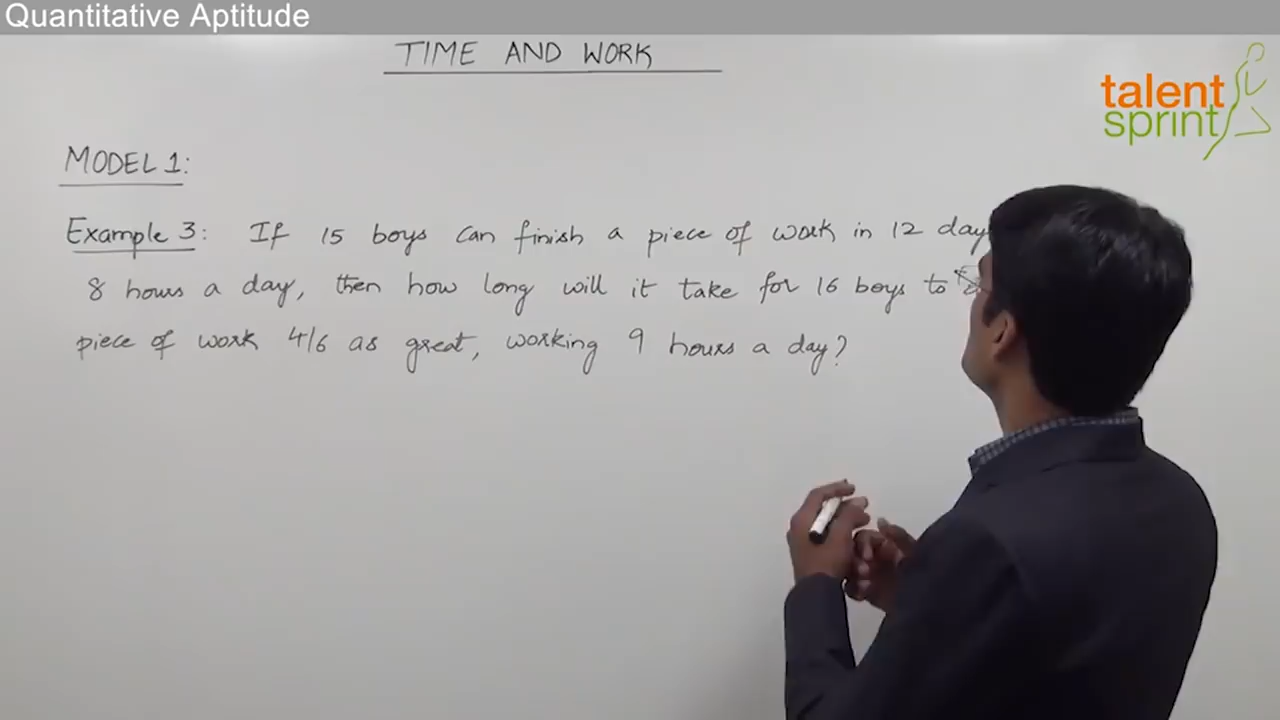 Quantitative Aptitude
TIME AND WORK
talent
sprint
MODEL 1:
Example 3: If 15 boys can finish a piece of work in 12 day
8 hours a day, then how long will it take for 16 boys to
piece of work 4/6 as great, working 9 hours a day?